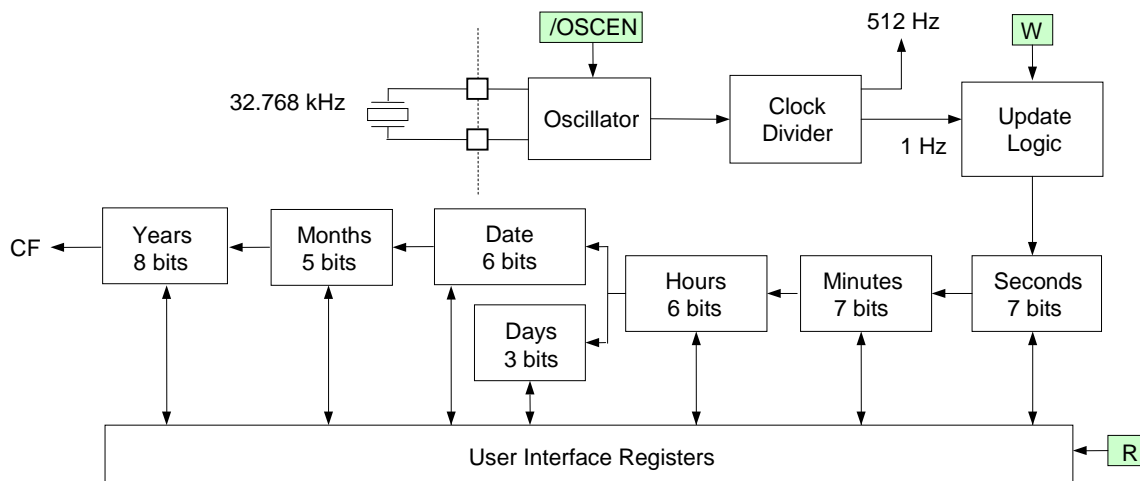 /OSCEN
512 Hz
W
32.768 kHz
Oscillator
Clock
Divider
1 Hz
Update
Logic
CF
Years
8 bits
Months
5 bits
Date
6 bits
Days
3 bits
Hours
6 bits
Minutes
7 bits
Seconds
7 bits
User Interface Registers
R